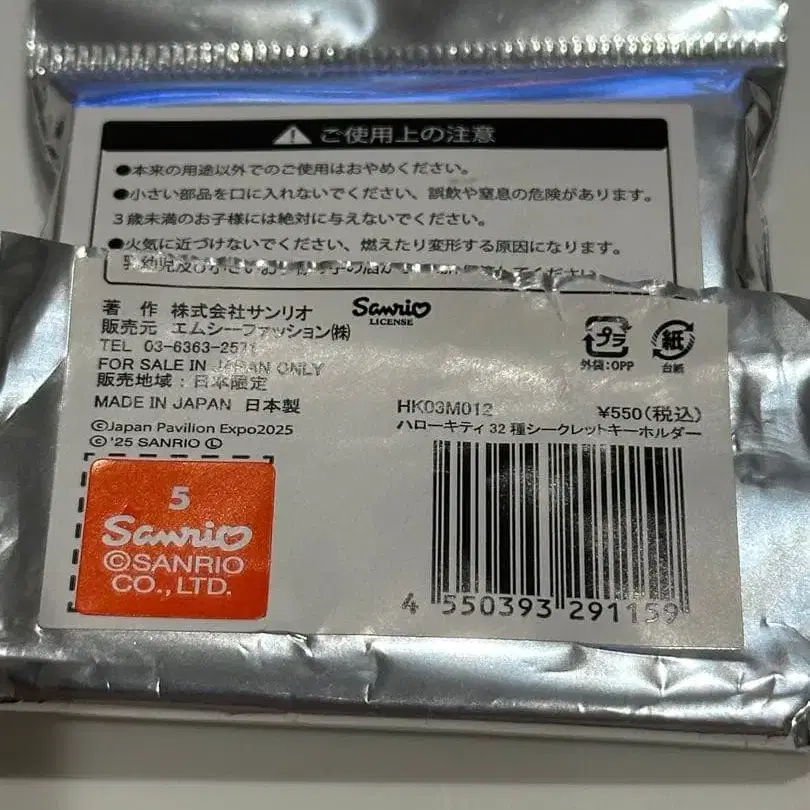 ご使用上の注意
●本来の用途以外でのご使用はおやめください。
●小さい部品を口に入れないでください、誤飲や窒息の危険があります。
3歳未満のお子様には絶対に与えないでください。
●火気に近づけないでください、燃えたり変形する原因になります。
著 作 株式会社サンリオ
販売元 エムシーファッション㈱
TEL 03-6363-25
FOR SALE IN JAPAN ONLY
販売地域:日本限定
MADE IN JAPAN 日本製
©Japan Pavilion Expo2025
©'25 SANRIO Ⓛ
Sanrio
LICENSE
プラ
外袋:OPP
紙
台紙
HK03M012 ¥550(税込)
ハローキティ 32 種シークレットキーホルダー
4 550393 291159
5
Sanrio
©SANRIO
CO.,LTD.